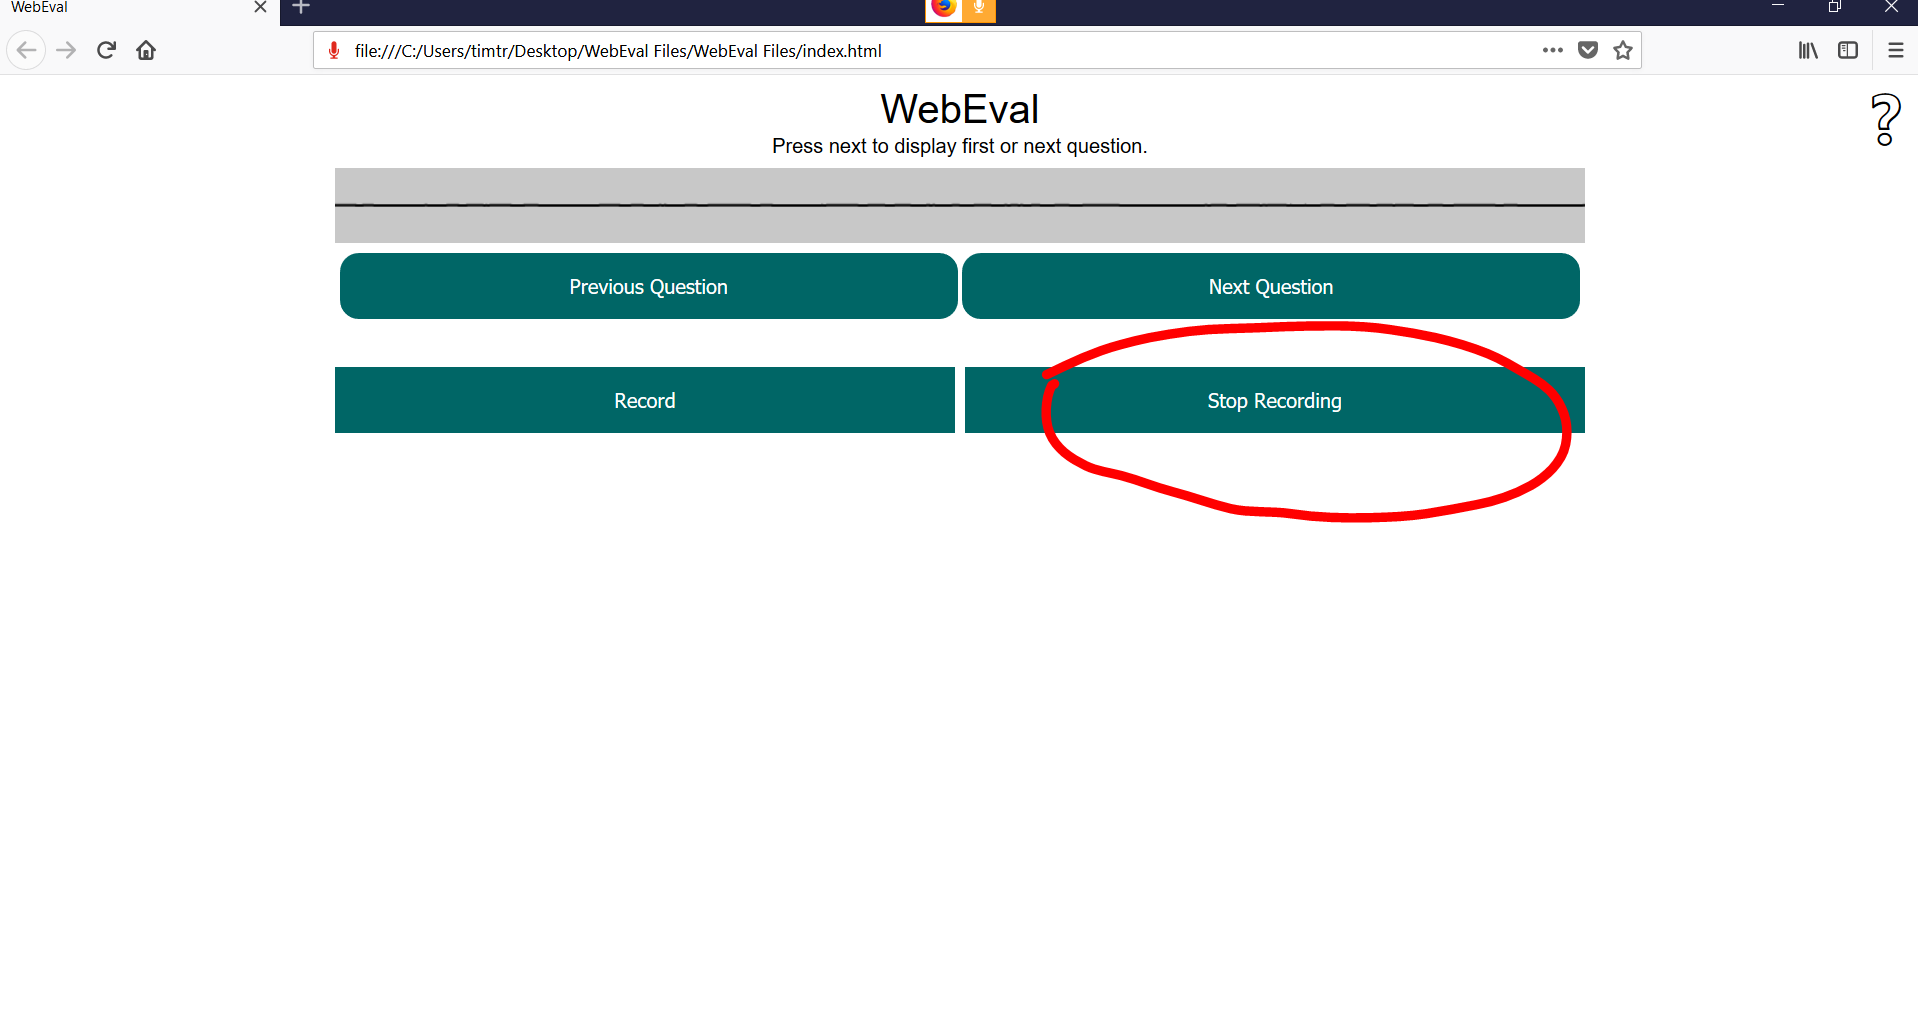 WebEval
file:///C:/Users/timtr/Desktop/WebEval Files/WebEval Files/index.html
WebEval
?
Press next to display first or next question.
Previous Question
Next Question
Record
Stop Recording